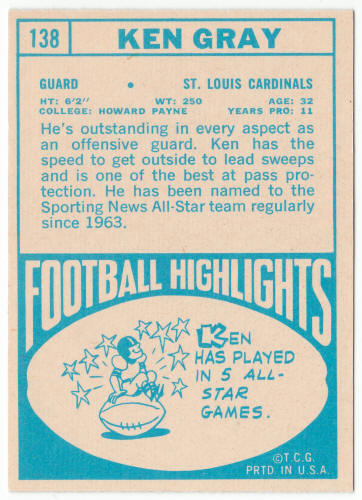 138 KEN GRAY
GUARD • ST. LOUIS CARDINALS
HT: 6'2" WT: 250 AGE: 32
COLLEGE: HOWARD PAYNE YEARS PRO: 11
He's outstanding in every aspect as
an offensive guard. Ken has the
speed to get outside to lead sweeps
and is one of the best at pass pro-
tection. He has been named to the
Sporting News All-Star team regularly
since 1963.
FOOTBALL HIGHLIGHTS
KEN
HAS PLAYED
IN 5 ALL-
STAR
GAMES.
©T.C.G.
PRTD. IN U.S.A.